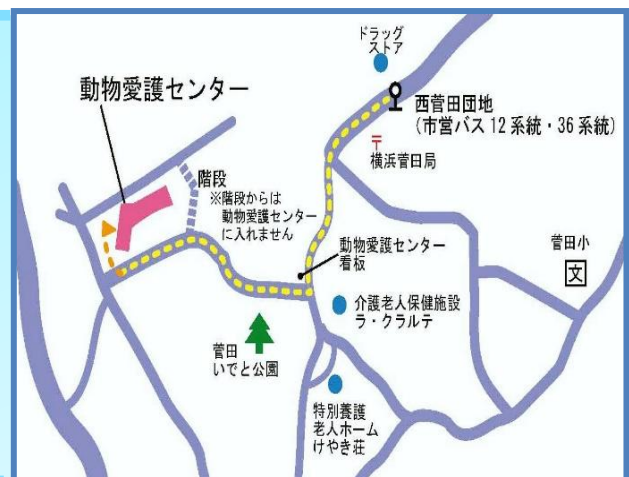 ドラッグ
ストア
動物愛護センター
西菅田団地
(市営バス 12 系統・36 系統)
〒
横浜菅田局
階段
※階段からは
動物愛護センター
に入れません
動物愛護センター
看板
菅田小
文
介護老人保健施設
ラ・クラルテ
菅田
いでと公園
特別養護
老人ホーム
けやき荘